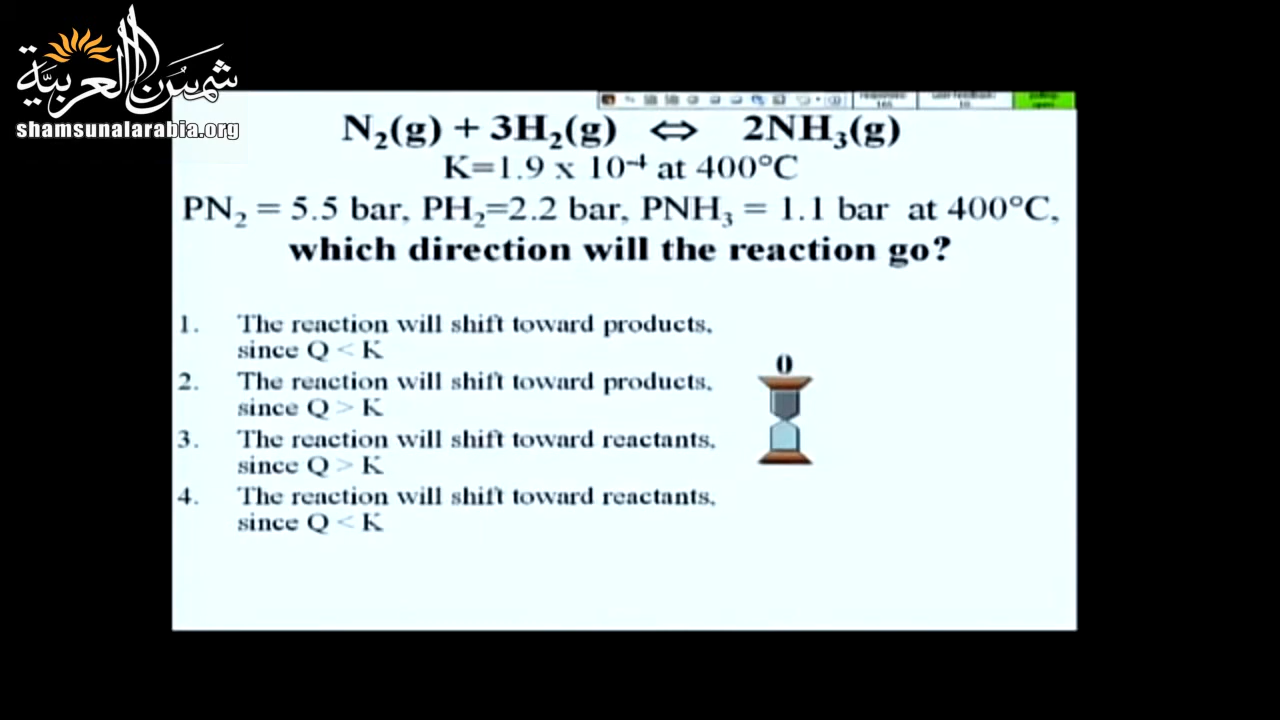 شمس العربية
shamsunalarabia.org
N₂(g) + 3H₂(g) ⇔ 2NH₃(g)
K=1.9 x 10⁻⁴ at 400°C
PN₂ = 5.5 bar, PH₂=2.2 bar, PNH₃ = 1.1 bar at 400°C,
which direction will the reaction go?
1. The reaction will shift toward products,
since Q < K
2. The reaction will shift toward products,
since Q > K
0
3. The reaction will shift toward reactants,
since Q > K
4. The reaction will shift toward reactants,
since Q < K